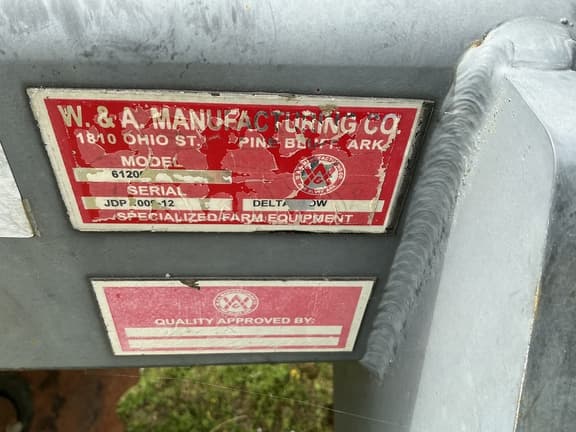 W. & A. MANUFACTURING CO.
1810 OHIO ST. PINE BLUFF, ARK.
MODEL
SERIAL
DELTA
SPECIALIZED FARM EQUIPMENT
QUALITY APPROVED BY: